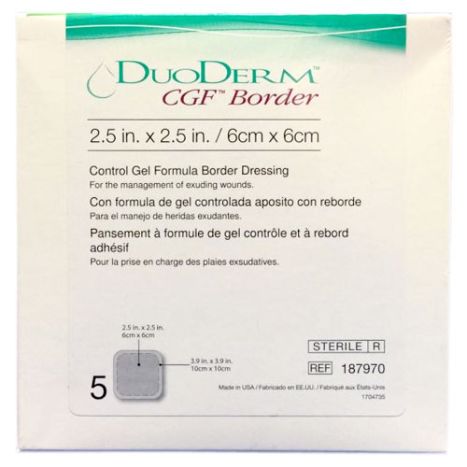 DUODERM™
CGF™ Border
2.5 in. x 2.5 in. / 6cm x 6cm
Control Gel Formula Border Dressing
For the management of exuding wounds.
Con formula de gel controlada aposito con reborde
Para el manejo de heridas exudantes.
Pansement à formule de gel contrôle et à rebord
adhésif
Pour la prise en charge des plaies exsudatives.
2.5 in. x 2.5 in.
6cm x 6cm
3.9 in. x 3.9 in.
10cm x 10cm
5
STERILE R
REF 187970
Made in USA / Fabricado en EE.UU. / Fabriqué aux États-Unis
1704735